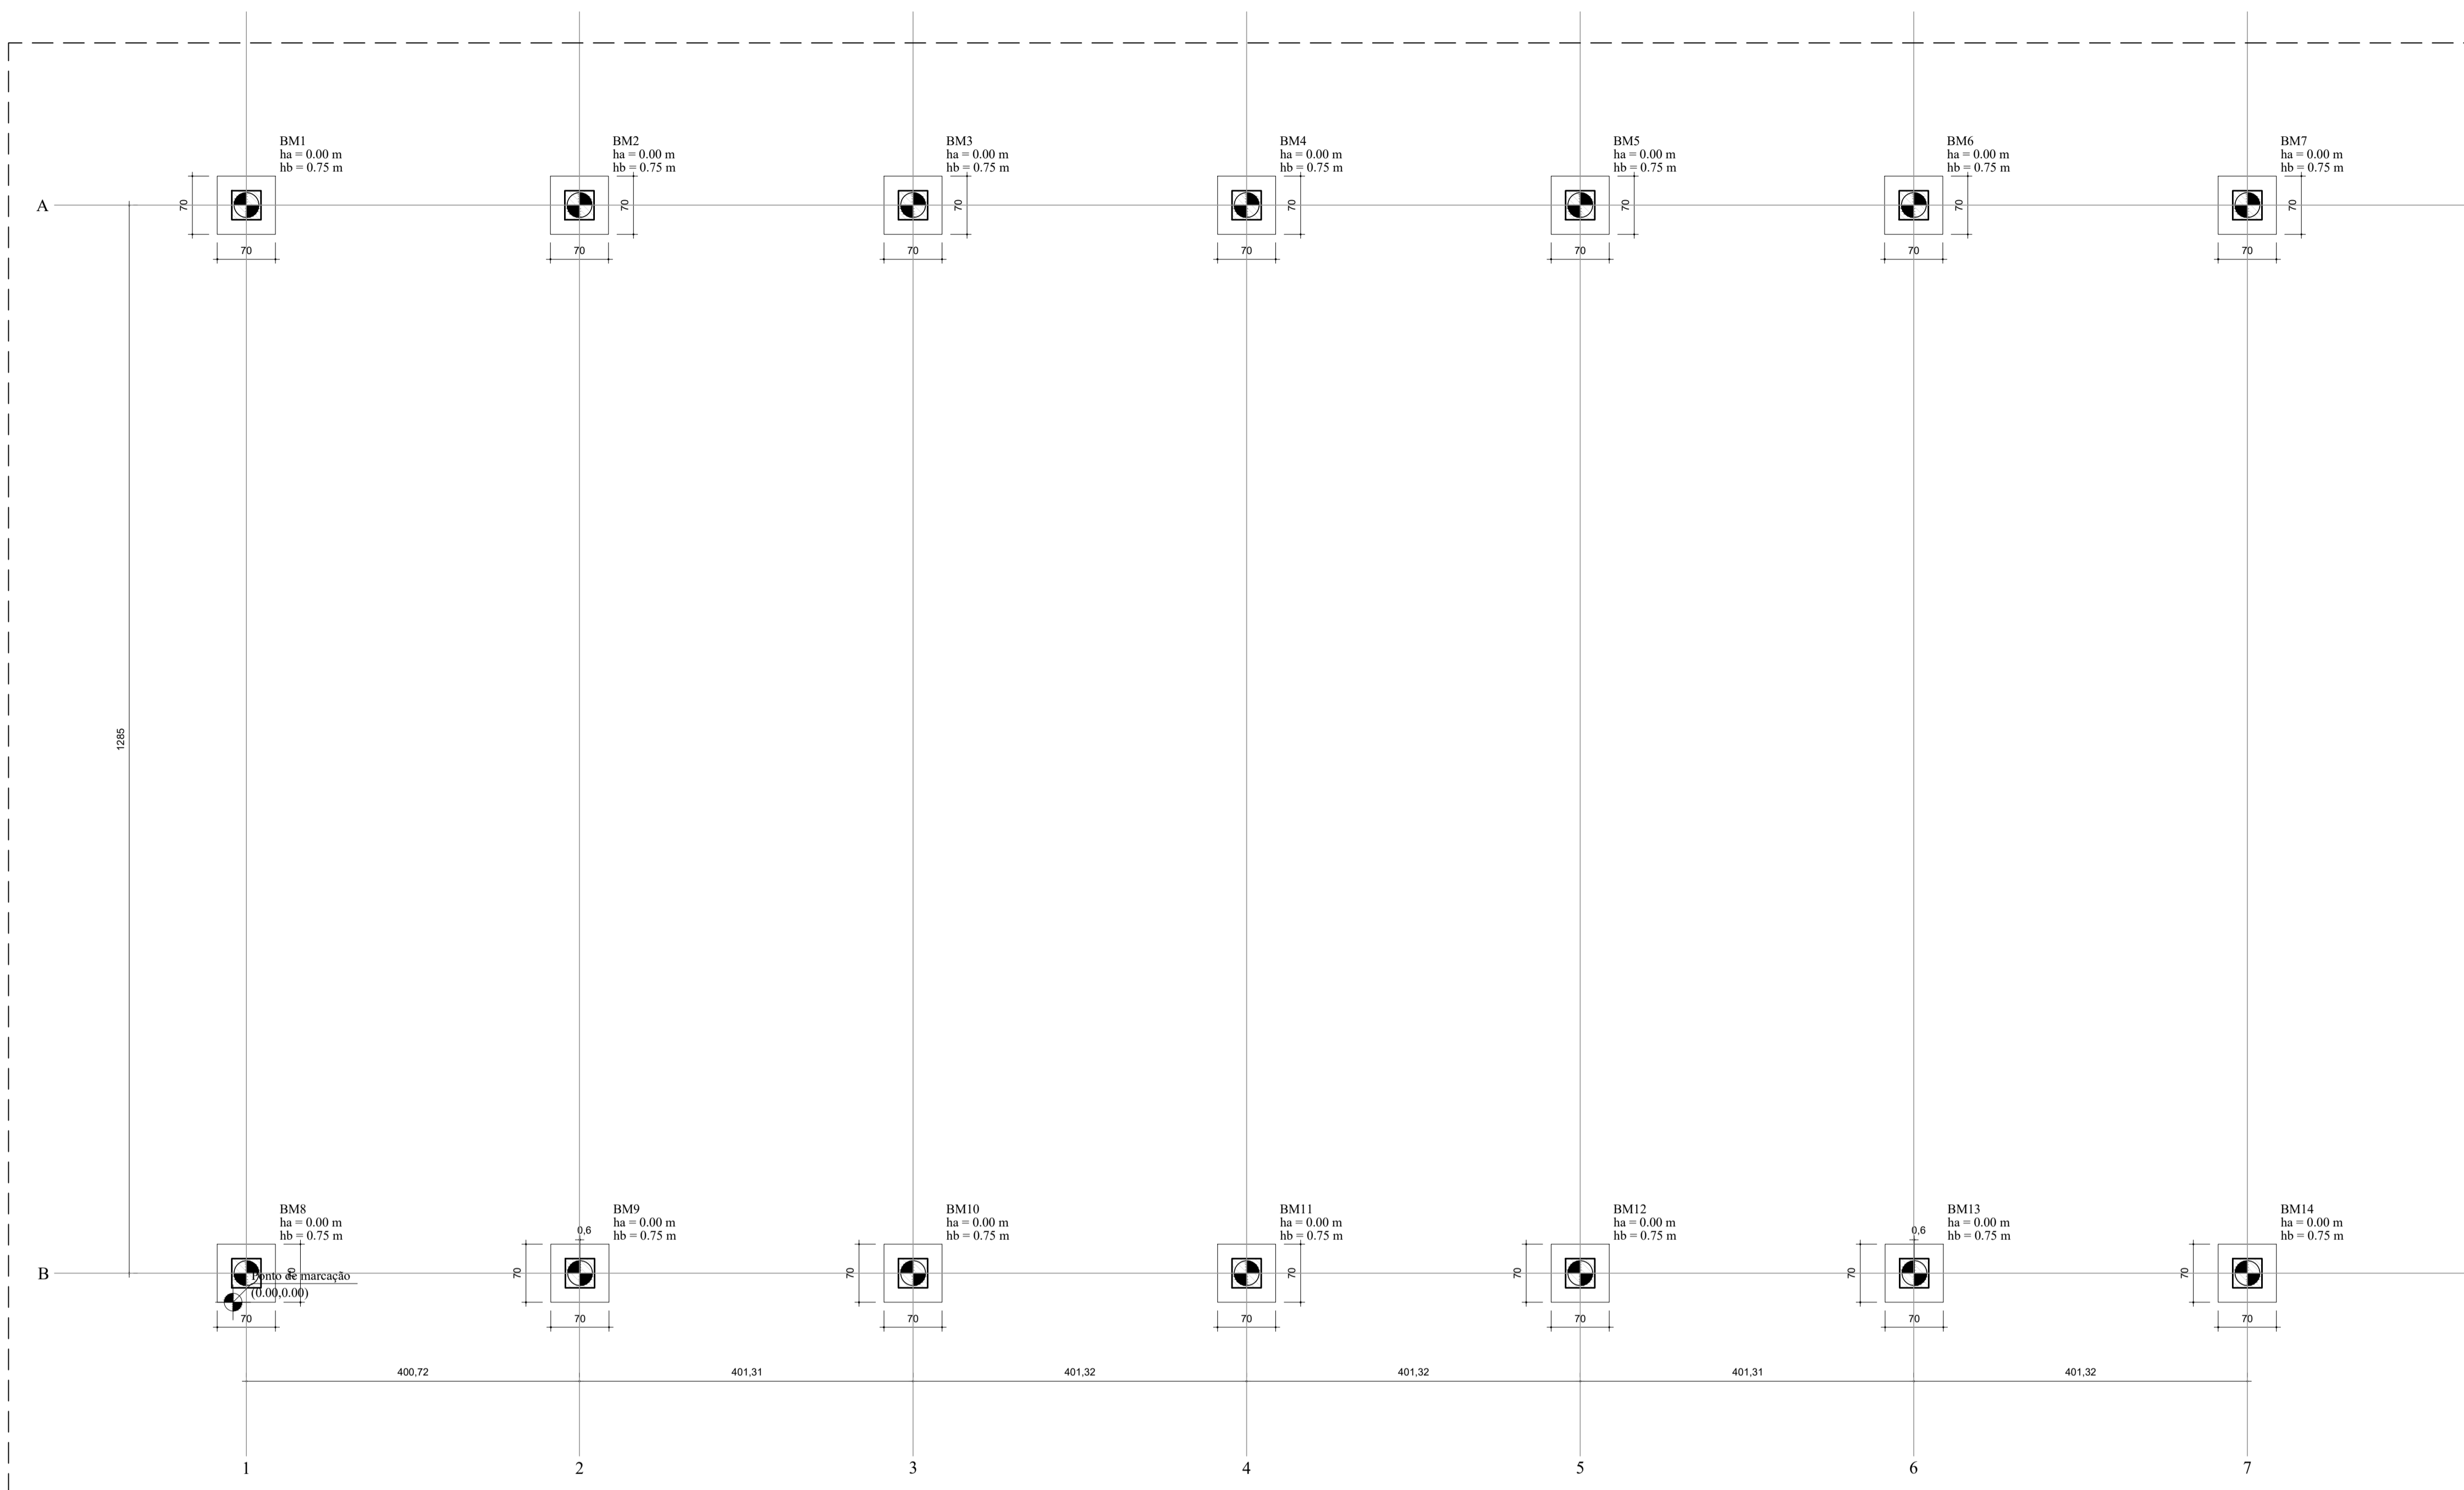 BM1
ha = 0.00 m
hb = 0.75 m
BM2
ha = 0.00 m
hb = 0.75 m
BM3
ha = 0.00 m
hb = 0.75 m
BM4
ha = 0.00 m
hb = 0.75 m
BM5
ha = 0.00 m
hb = 0.75 m
BM6
ha = 0.00 m
hb = 0.75 m
BM7
ha = 0.00 m
hb = 0.75 m
A
70
70
70
70
70
70
70
70
70
70
70
70
70
70
1285
BM8
ha = 0.00 m
hb = 0.75 m
BM9
ha = 0.00 m
hb = 0.75 m
0,6
BM10
ha = 0.00 m
hb = 0.75 m
BM11
ha = 0.00 m
hb = 0.75 m
BM12
ha = 0.00 m
hb = 0.75 m
BM13
ha = 0.00 m
hb = 0.75 m
0,6
BM14
ha = 0.00 m
hb = 0.75 m
B
70
70
70
70
70
70
70
Ponto de marcação
(0.00,0.00)
70
70
70
70
70
70
70
400,72
401,31
401,32
401,32
401,31
401,32
1
2
3
4
5
6
7